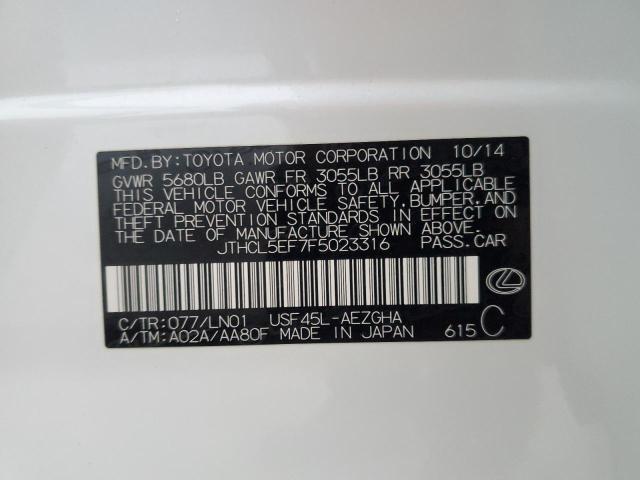 MFD.BY:TOYOTA MOTOR CORPORATION 10/14
GVWR 5680LB GAWR FR 3055LB RR 3055LB
THIS VEHICLE CONFORMS TO ALL APPLICABLE
FEDERAL MOTOR VEHICLE SAFETY,BUMPER,AND
THEFT PREVENTION STANDARDS IN EFFECT ON
THE DATE OF MANUFACTURE SHOWN ABOVE.
JTHCL5EF7F5023316 PASS.CAR
C/TR:077/LN01 USF45L-AEZGHA
A/TM:A02A/AA80F MADE IN JAPAN 615 C